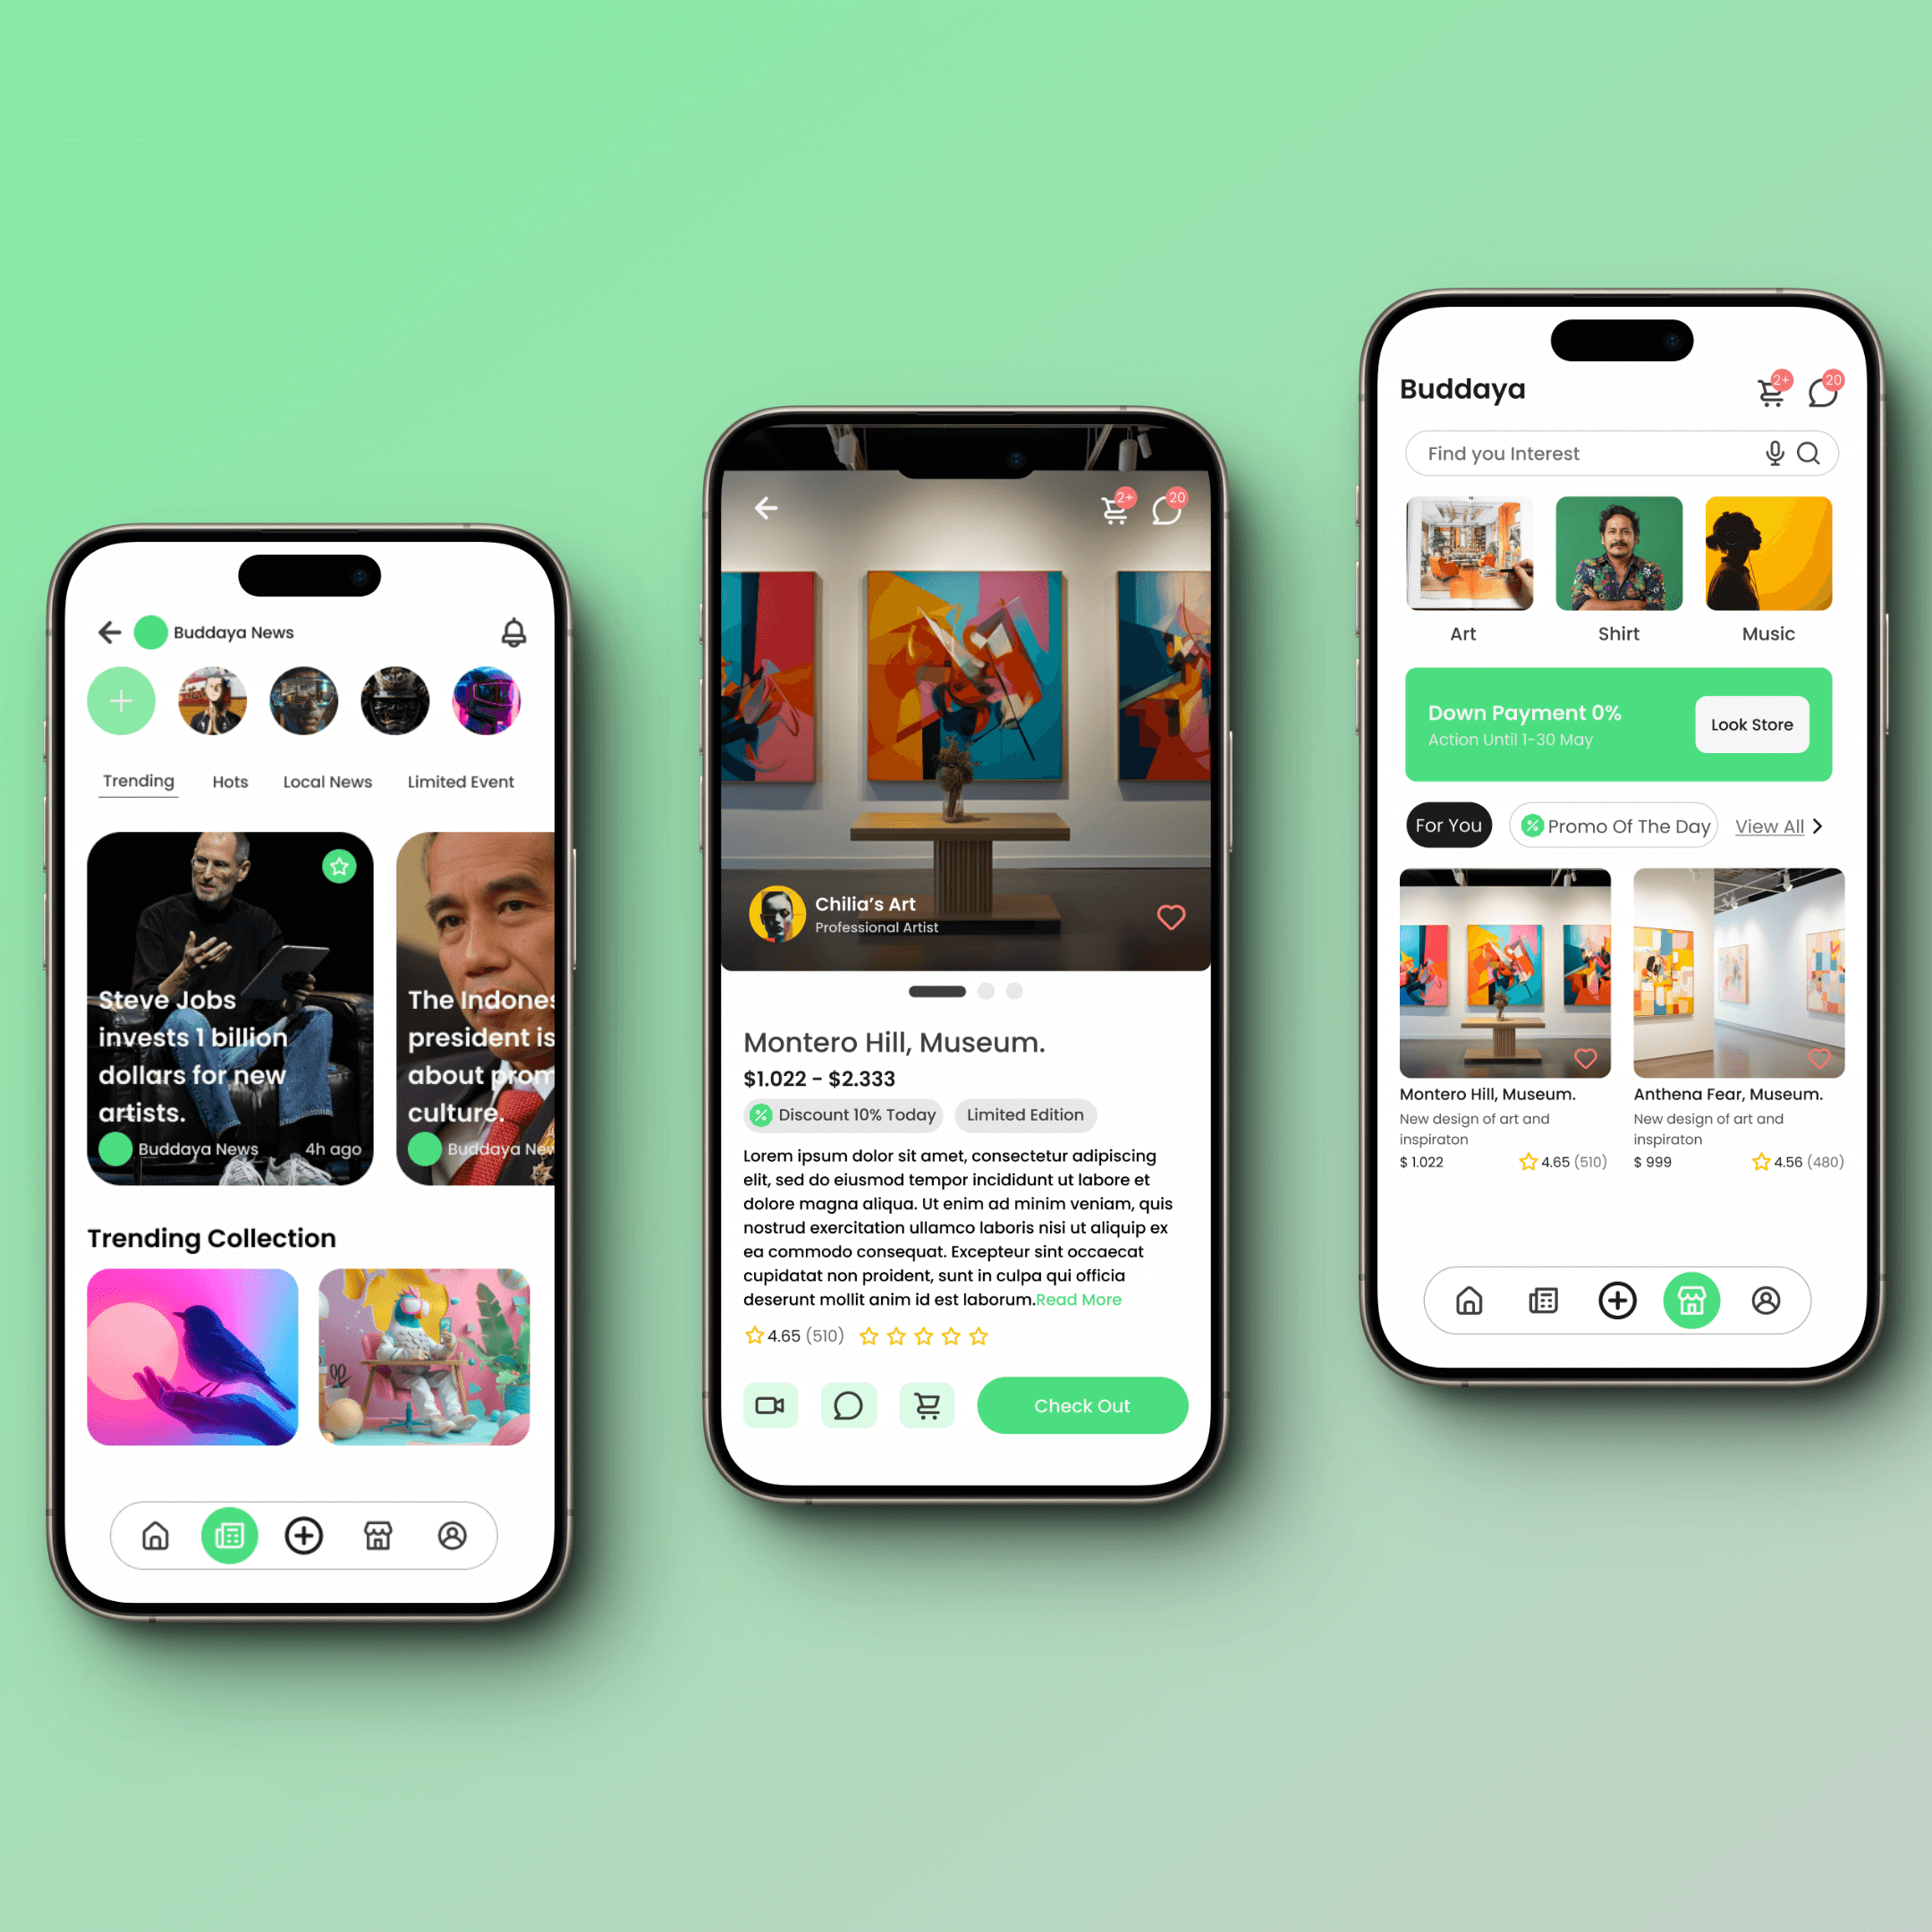 Buddaya News
Trending
Hots
Local News
Limited Event
Steve Jobs
invests 1 billion
dollars for new
artists.
Buddaya News
4h ago
The Indones
president is
about prom
culture.
Buddaya New
Trending Collection
2+
20
Chilia's Art
Professional Artist
Montero Hill, Museum.
$1.022 - $2.333
Discount 10% Today
Limited Edition
Lorem ipsum dolor sit amet, consectetur adipiscing
elit, sed do eiusmod tempor incididunt ut labore et
dolore magna aliqua. Ut enim ad minim veniam, quis
nostrud exercitation ullamco laboris nisi ut aliquip ex
ea commodo consequat. Excepteur sint occaecat
cupidatat non proident, sunt in culpa qui officia
deserunt mollit anim id est laborum.Read More
4.65 (510)
Check Out
Buddaya
2+
20
Find you Interest
Art
Shirt
Music
Down Payment 0%
Action Until 1-30 May
Look Store
For You
% Promo Of The Day
View All
Montero Hill, Museum.
New design of art and
inspiraton
$ 1.022
4.65 (510)
Anthena Fear, Museum.
New design of art and
inspiraton
$ 999
4.56 (480)